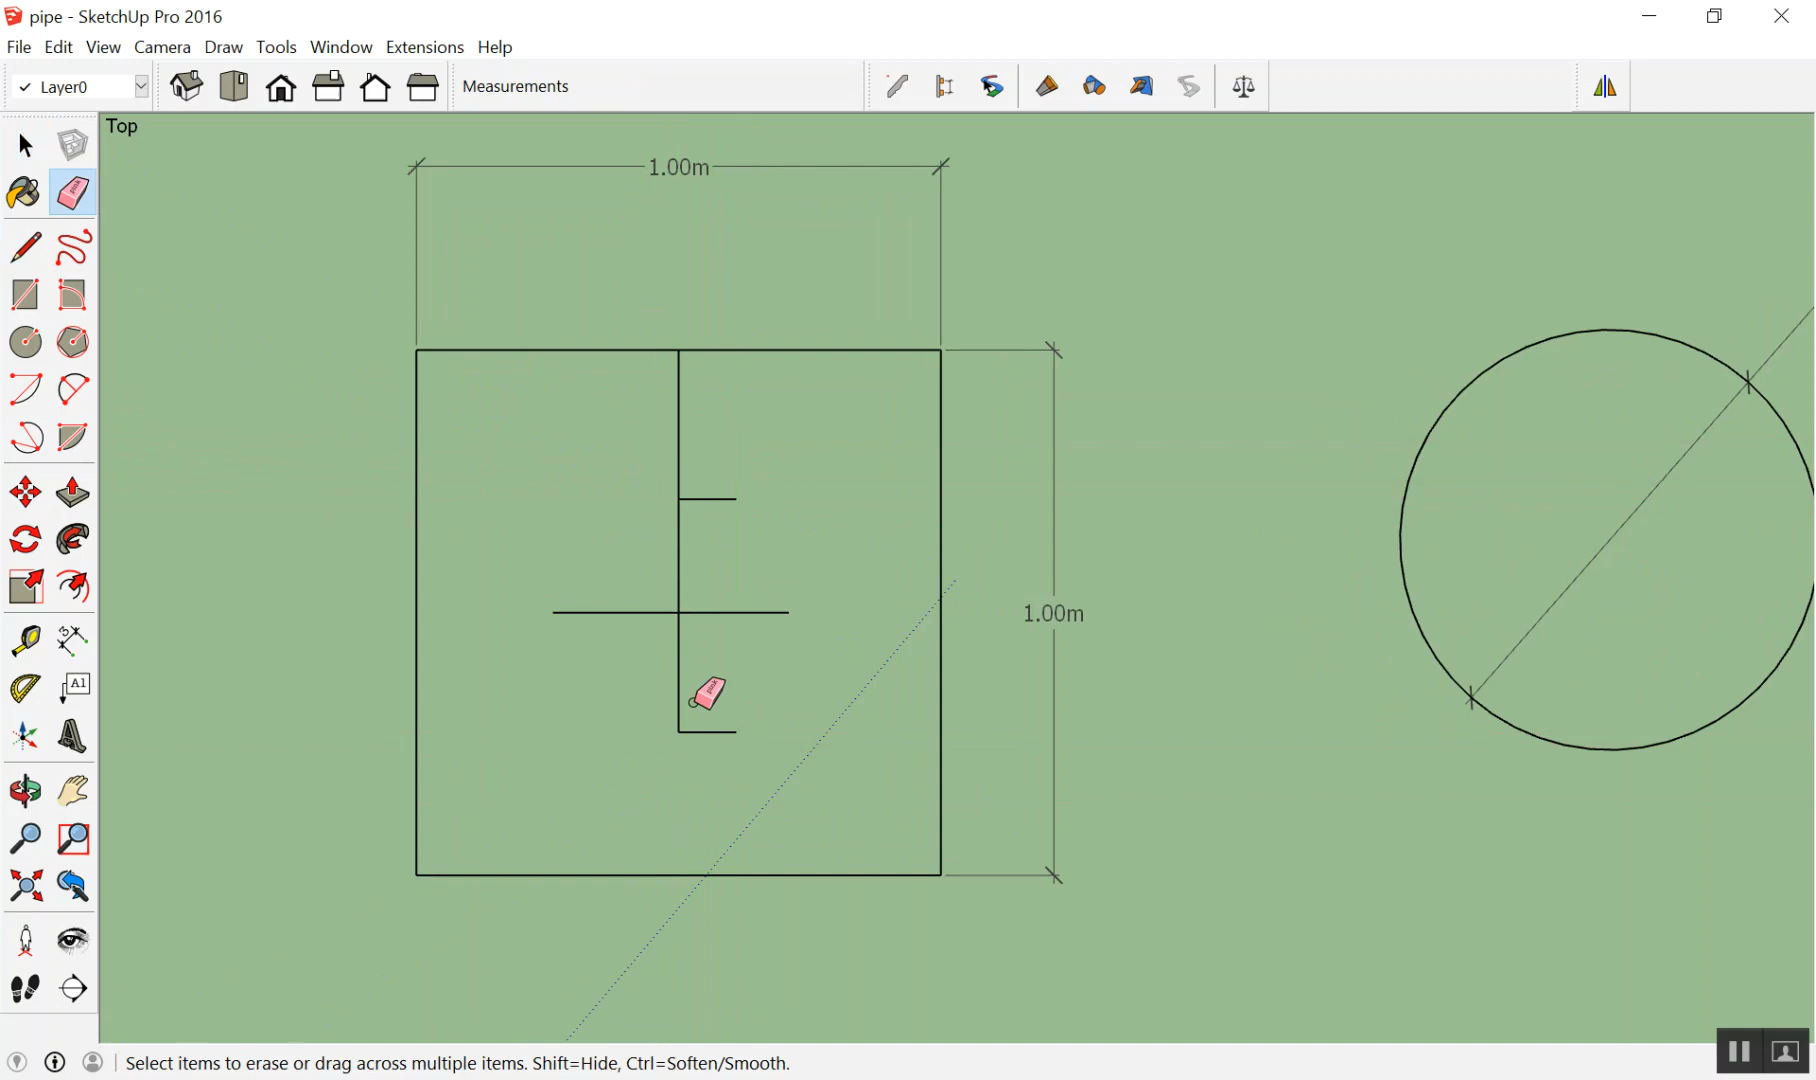 pipe - SketchUp Pro 2016
File Edit View Camera Draw Tools Window Extensions Help
Layer0
Measurements
Top
1.00m
1.00m
A1
Select items to erase or drag across multiple items. Shift=Hide, Ctrl=Soften/Smooth.